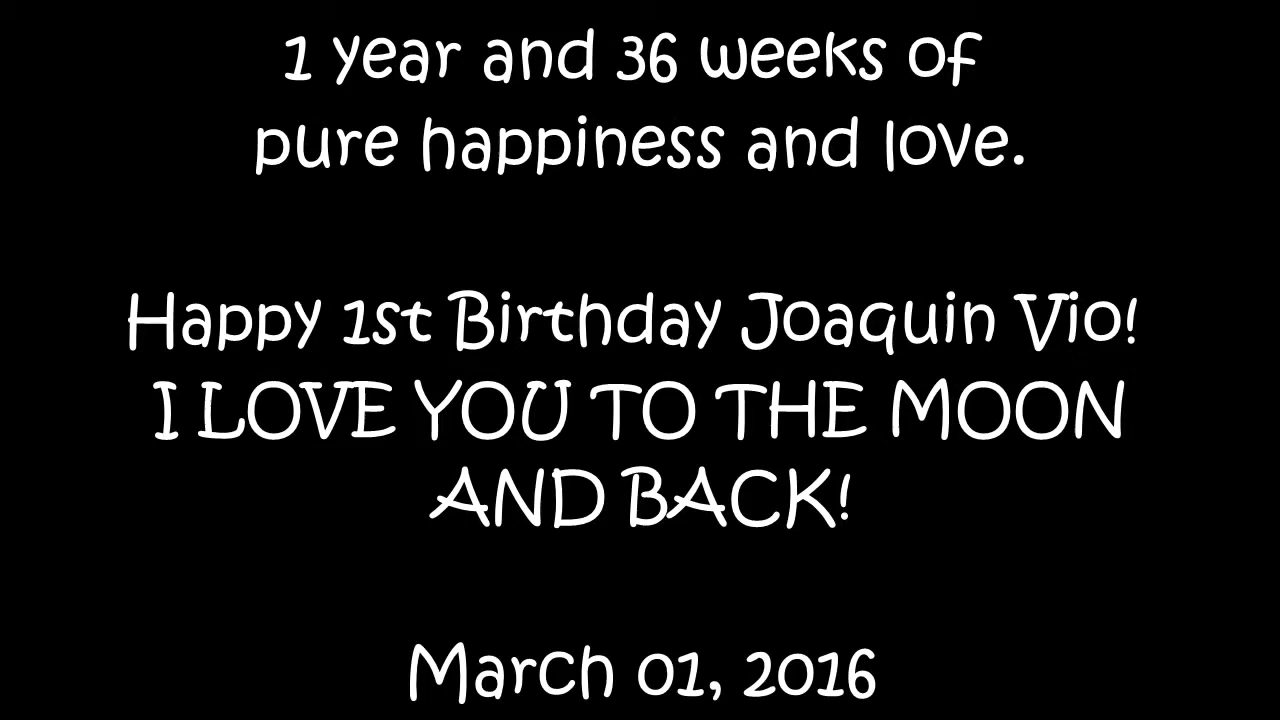 1 year and 36 weeks of
pure happiness and love.
Happy 1st Birthday Joaquin Vio!
I LOVE YOU TO THE MOON
AND BACK!
March 01, 2016